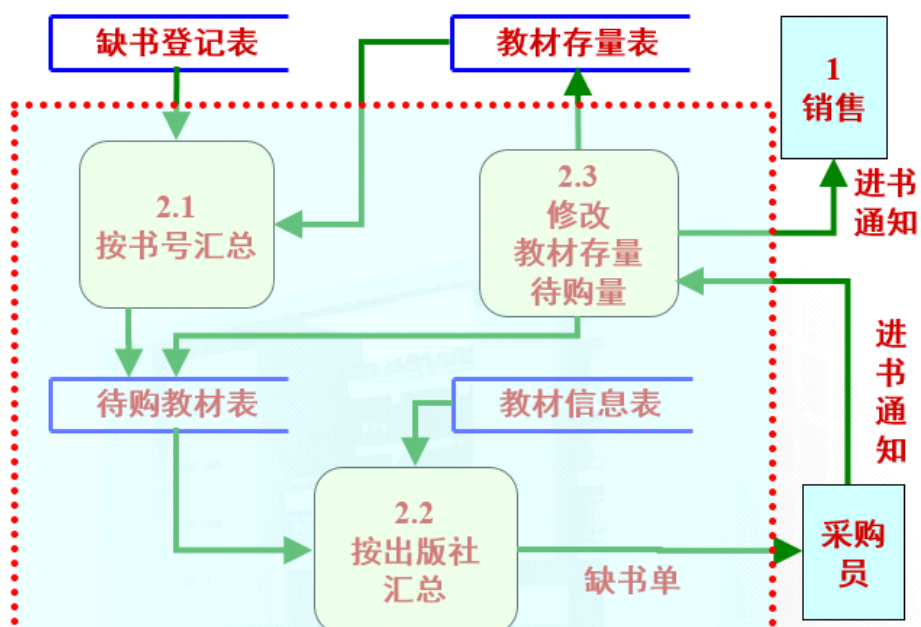 缺书登记表
教材存量表
1
销售
进书
通知
2.1
按书号汇总
2.3
修改
教材存量
待购量
进
书
通
知
待购教材表
教材信息表
2.2
按出版社
汇总
缺书单
采购
员